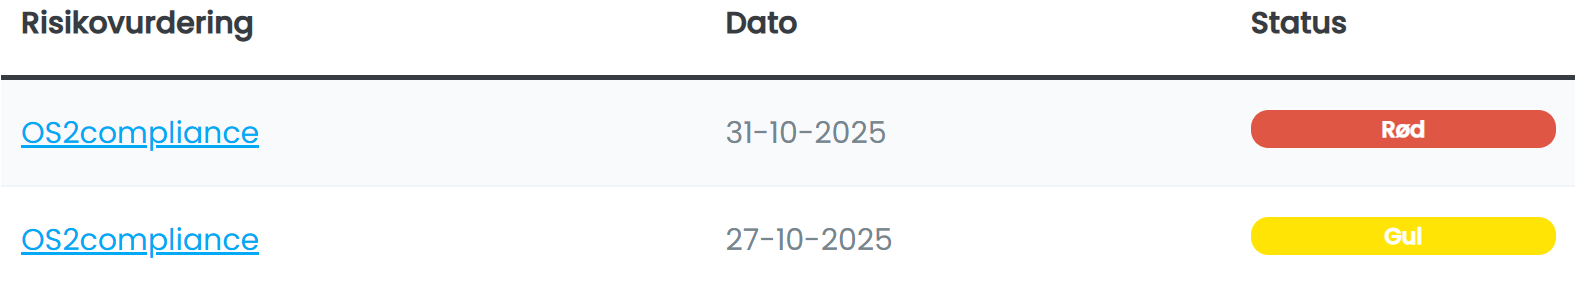 Risikovurdering Dato Status
OS2compliance 31-10-2025 Rød
OS2compliance 27-10-2025 Gul